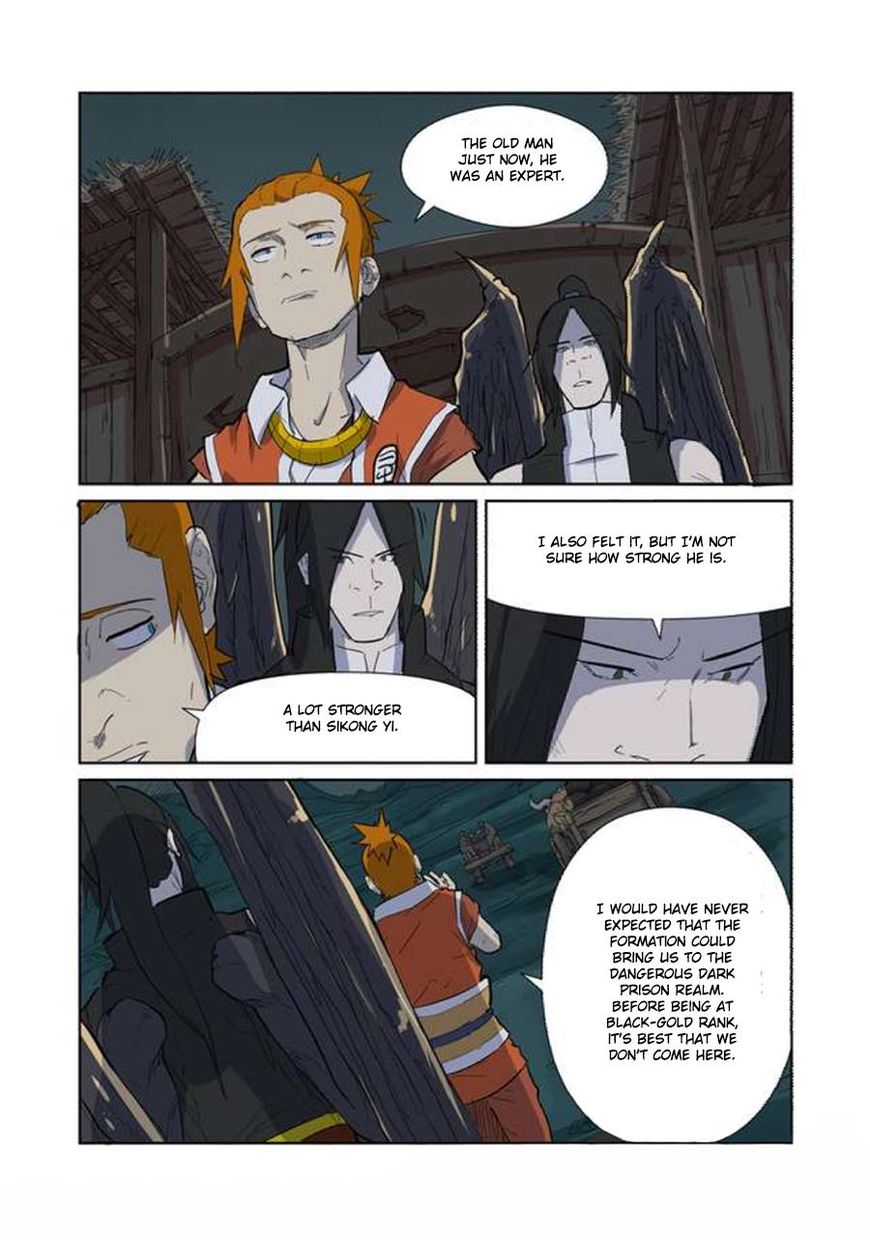 THE OLD MAN
JUST NOW, HE
WAS AN EXPERT.
A LOT STRONGER
THAN SIKONG YI.
I ALSO FELT IT, BUT I'M NOT
SURE HOW STRONG HE IS.
I WOULD HAVE NEVER
EXPECTED THAT THE
FORMATION COULD
BRING US TO THE
DANGEROUS DARK
PRISON REALM.
BEFORE BEING AT
BLACK-GOLD RANK,
IT'S BEST THAT WE
DON'T COME HERE.